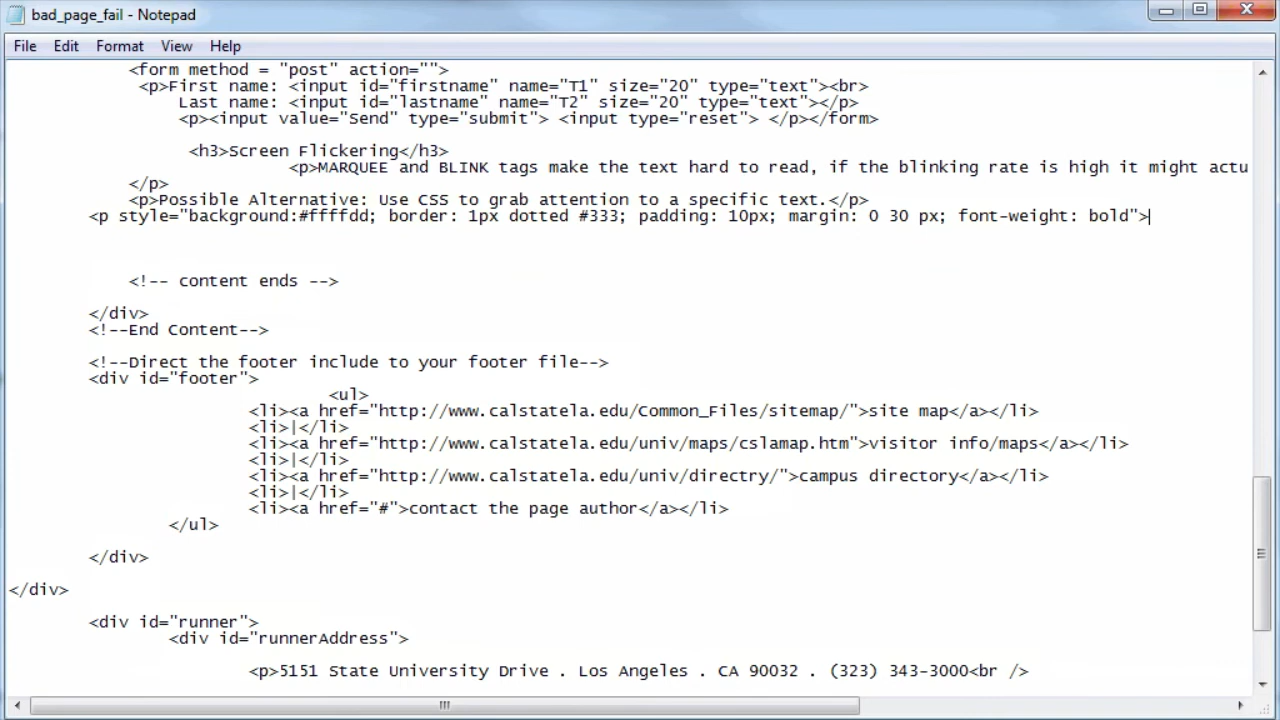 bad_page_fail - Notepad
File Edit Format View Help
<form method = "post" action="">
<p>First name: <input id="firstname" name="T1" size="20" type="text"><br>
Last name: <input id="lastname" name="T2" size="20" type="text"></p>
<p><input value="Send" type="submit"> <input type="reset"> </p></form>
<h3>Screen Flickering</h3>
<p>MARQUEE and BLINK tags make the text hard to read, if the blinking rate is high it might actu
</p>
<p>Possible Alternative: Use CSS to grab attention to a specific text.</p>
<p style="background:#ffffdd; border: 1px dotted #333; padding: 10px; margin: 0 30 px; font-weight: bold">
<!-- content ends -->
</div>
<!--End Content-->
<!--Direct the footer include to your footer file-->
<div id="footer">
<ul>
<li><a href="http://www.calstatela.edu/Common_Files/sitemap/">site map</a></li>
<li>|</li>
<li><a href="http://www.calstatela.edu/univ/maps/cslamap.htm">visitor info/maps</a></li>
<li>|</li>
<li><a href="http://www.calstatela.edu/univ/directry/">campus directory</a></li>
<li>|</li>
<li><a href="#">contact the page author</a></li>
</ul>
</div>
</div>
<div id="runner">
<div id="runnerAddress">
<p>5151 State University Drive . Los Angeles . CA 90032 . (323) 343-3000<br />